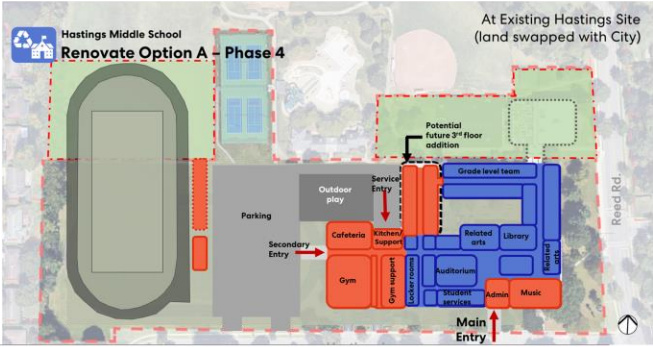 Hastings Middle School
Renovate Option A – Phase 4
At Existing Hastings Site
(land swapped with City)
Potential
future 3rd floor
addition
Service
Entry
Grade level team
Outdoor
play
Parking
Reed Rd.
Cafeteria
Kitchen/
Support
Related
arts
Library
Secondary
Entry
Related
arts
Gym
Gym support
Locker rooms
Auditorium
Student
services
Admin
Music
Main
Entry